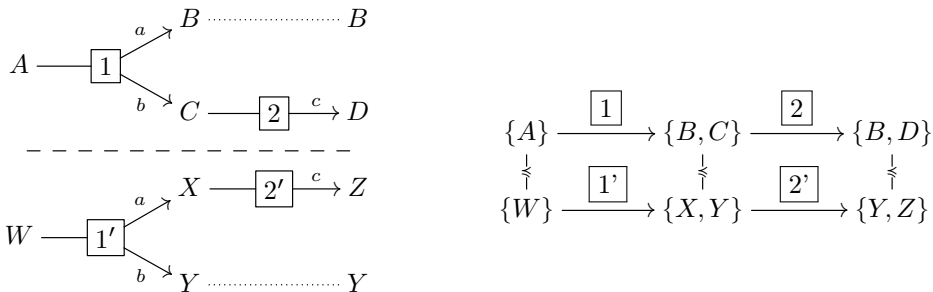 a B B
A 1
b C 2 c D
1 2
{A} {B, C} {B, D}
≼ ≼ ≼
1' 2'
{W} {X, Y} {Y, Z}
a X 2′ c Z
W 1′
b Y Y